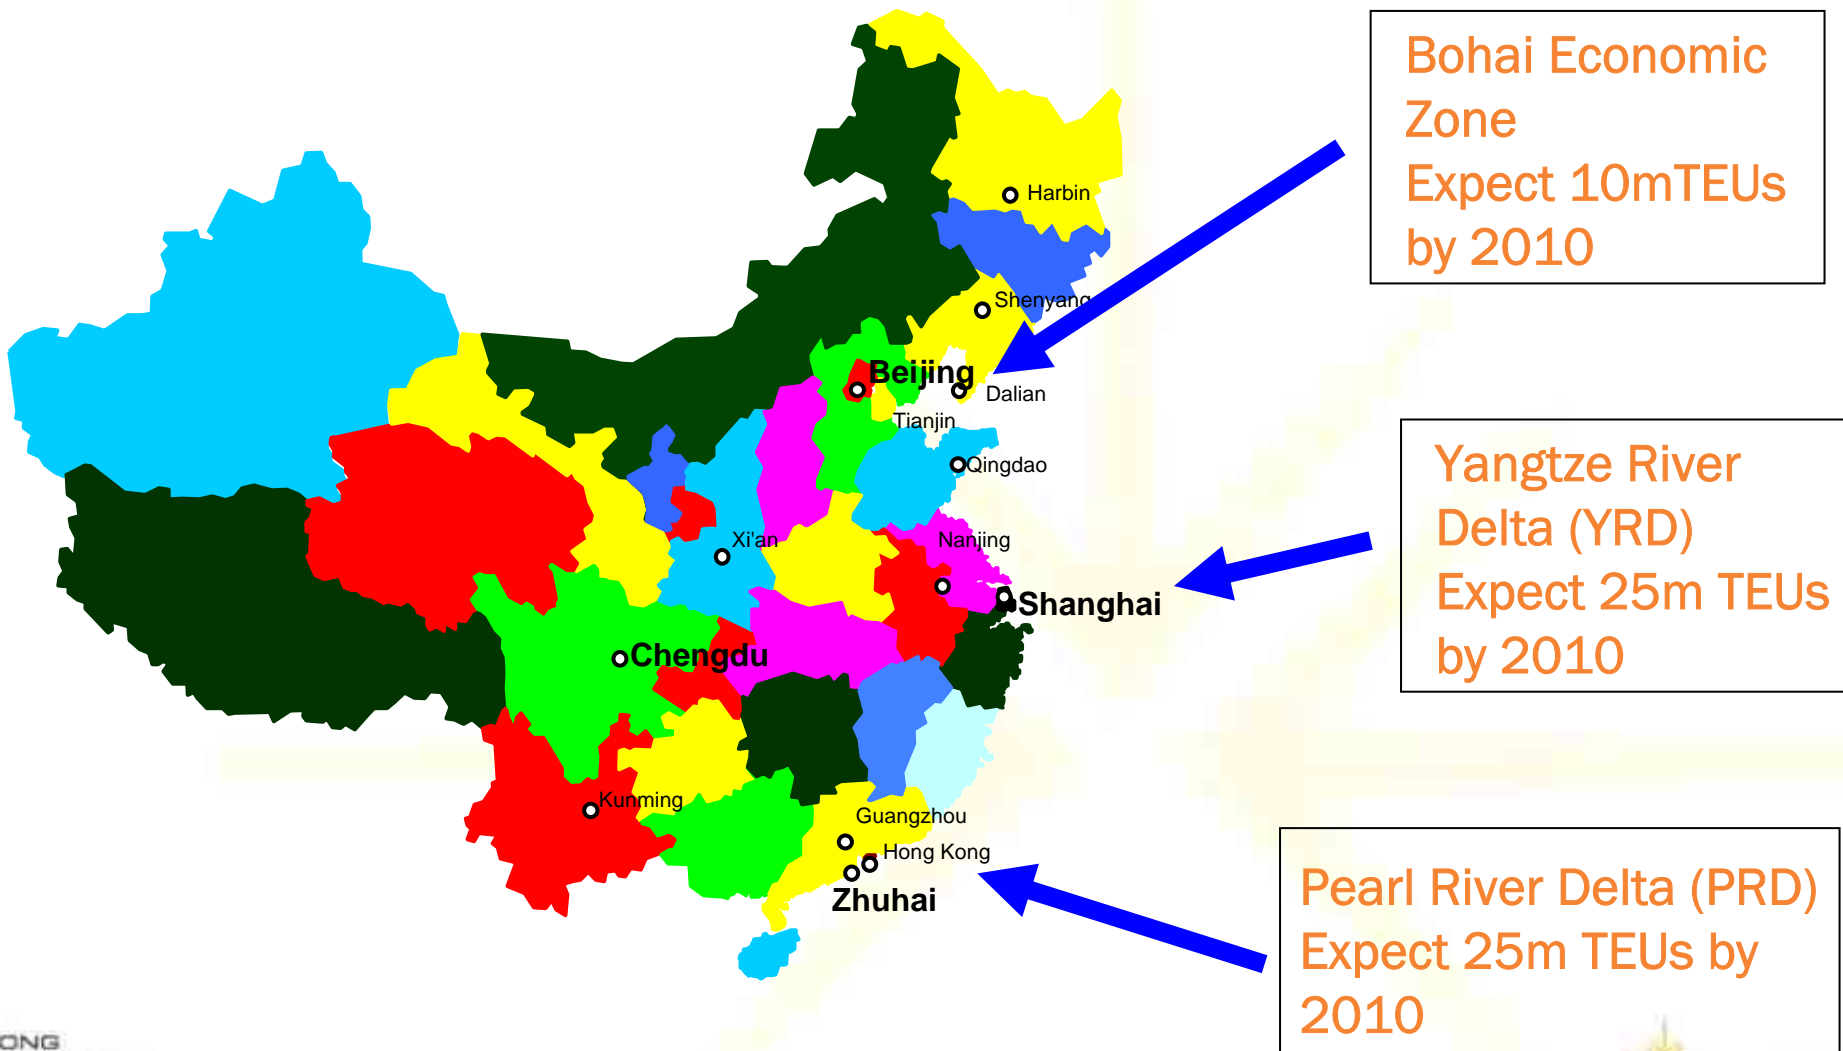 Bohai Economic
Zone
Expect 10mTEUs
by 2010
Harbin
Shenyang
Beijing
Dalian
Tianjin
Qingdao
Yangtze River
Delta (YRD)
Expect 25m TEUs
by 2010
Xi'an
Nanjing
Shanghai
Chengdu
Kunming
Guangzhou
Hong Kong
Zhuhai
Pearl River Delta (PRD)
Expect 25m TEUs by
2010
ONG